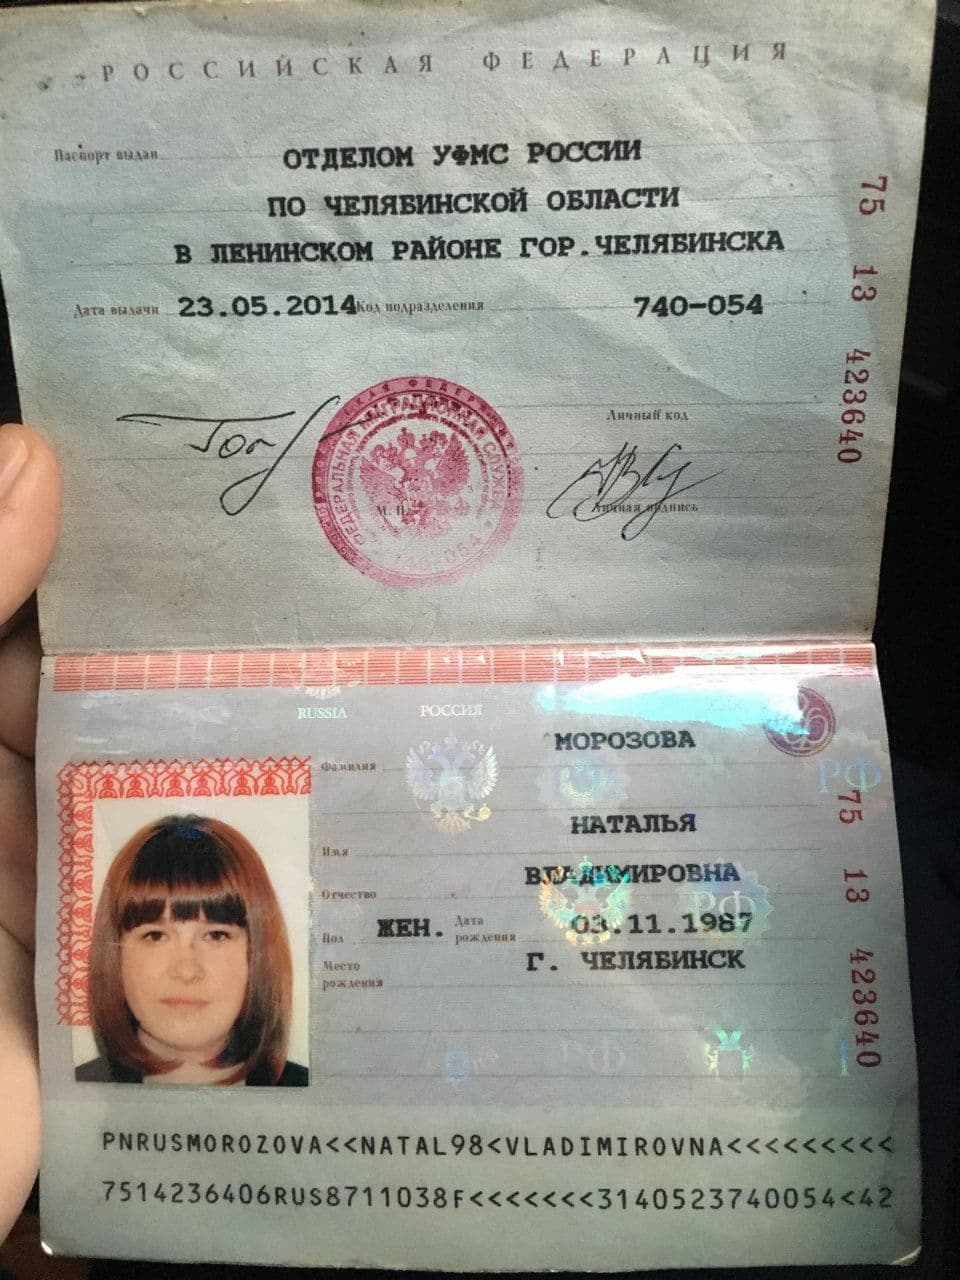 РОССИЙСКАЯ ФЕДЕРАЦИЯ
Паспорт выдан ОТДЕЛОМ УФМС РОССИИ
ПО ЧЕЛЯБИНСКОЙ ОБЛАСТИ
В ЛЕНИНСКОМ РАЙОНЕ ГОР.ЧЕЛЯБИНСКА
Дата выдачи 23.05.2014 Код подразделения 740-054
75 13 423640
Личный код
ФЕДЕРАЛЬНАЯ МИГРАЦИОННАЯ СЛУЖБА
М. П.
740-054
Личная подпись
RUSSIA РОССИЯ
МОРОЗОВА
Фамилия
РФ
НАТАЛЬЯ
Имя
ВЛАДИМИРОВНА
Отчество
РФ
Пол ЖЕН. Дата рождения 03.11.1987
Место рождения Г. ЧЕЛЯБИНСК
75 13 423640
РФ
PNRUSMOROZOVA<<NATAL98<VLADIMIROVNA<<<<<<<<<
7514236406RUS8711038F<<<<<<<3140523740054<42